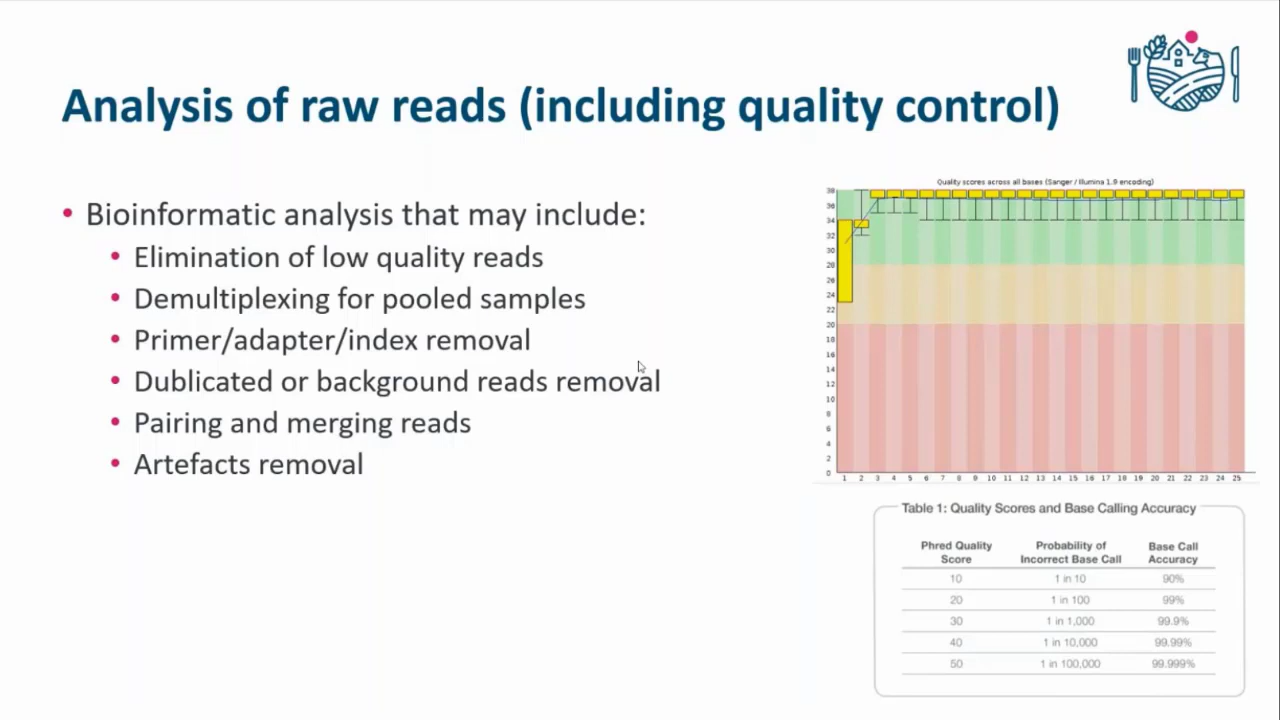 Analysis of raw reads (including quality control)
• Bioinformatic analysis that may include:
• Elimination of low quality reads
• Demultiplexing for pooled samples
• Primer/adapter/index removal
• Dublicated or background reads removal
• Pairing and merging reads
• Artefacts removal
Quality scores across all bases (Sanger / Illumina 1.9 encoding)
38
36
34
32
30
28
26
24
22
20
18
16
14
12
10
8
6
4
2
0
1 2 3 4 5 6 7 8 9 10 11 12 13 14 15 16 17 18 19 20 21 22 23 24 25
Table 1: Quality Scores and Base Calling Accuracy
Phred Quality Probability of Base Call
Score Incorrect Base Call Accuracy
10 1 in 10 90%
20 1 in 100 99%
30 1 in 1,000 99.9%
40 1 in 10,000 99.99%
50 1 in 100,000 99.999%